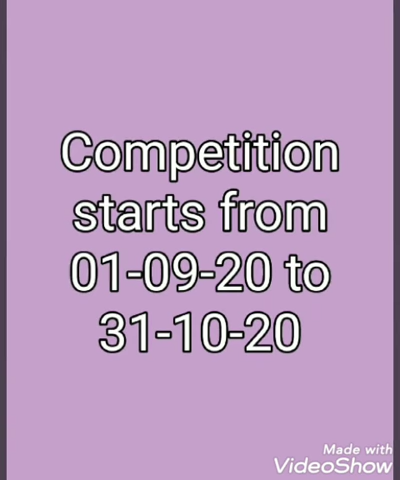 Competition
starts from
01-09-20 to
31-10-20
Made with
VideoShow